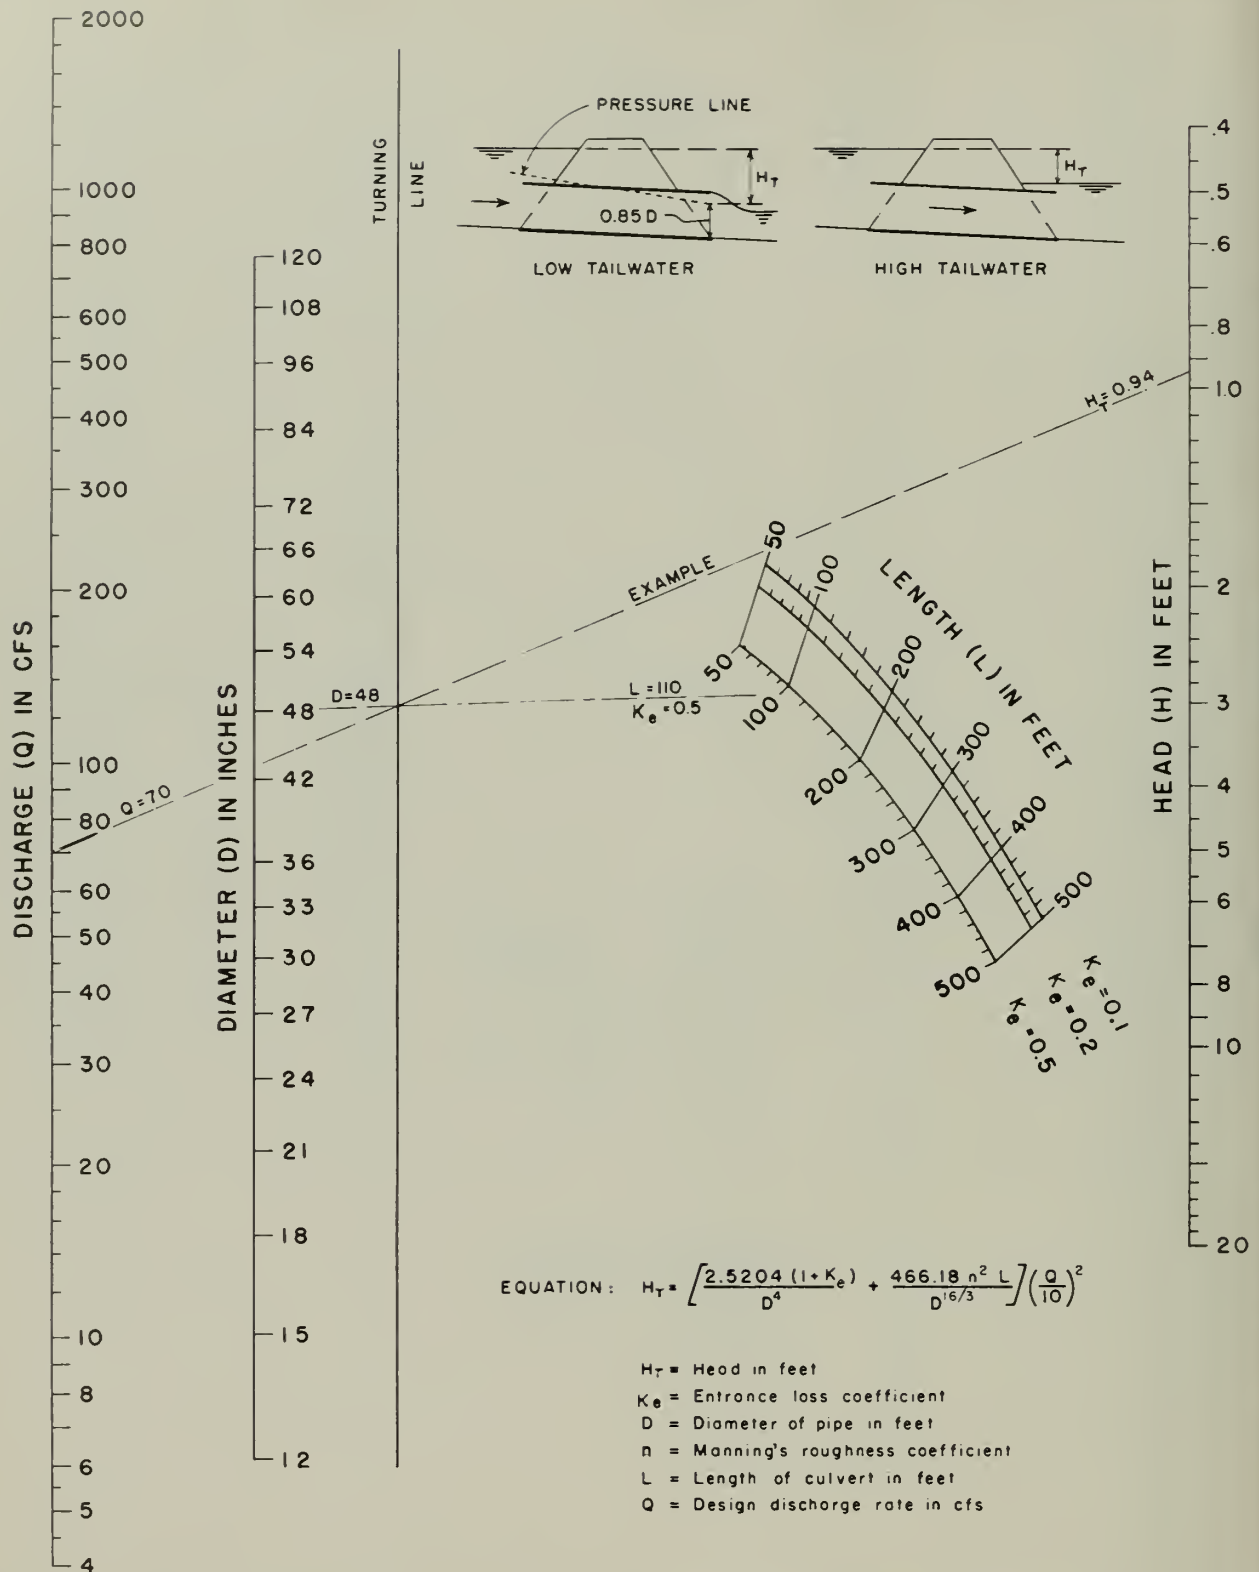 DISCHARGE (Q) IN CFS
2000
1000
800
600
500
400
300
200
100
80
60
50
40
30
20
10
8
6
5
4
DIAMETER (D) IN INCHES
120
108
96
84
72
66
60
54
48
42
36
33
30
27
24
21
18
15
12
TURNING
LINE
PRESSURE LINE
H_T
0.85 D
LOW TAILWATER
H_T
HIGH TAILWATER
HEAD (H) IN FEET
.4
.5
.6
.8
1.0
2
3
4
5
6
8
10
20
H_T=0.94
EXAMPLE
D=48
L=110
K_e=0.5
Q=70
LENGTH (L) IN FEET
50
100
200
300
400
500
50
100
200
300
400
500
K_e=0.1
K_e=0.2
K_e=0.5
EQUATION: H_T = [2.5204 (1+K_e) / D^4 + 466.18 n^2 L / D^16/3] (Q/10)^2
H_T = Head in feet
K_e = Entrance loss coefficient
D = Diameter of pipe in feet
n = Manning's roughness coefficient
L = Length of culvert in feet
Q = Design discharge rate in cfs